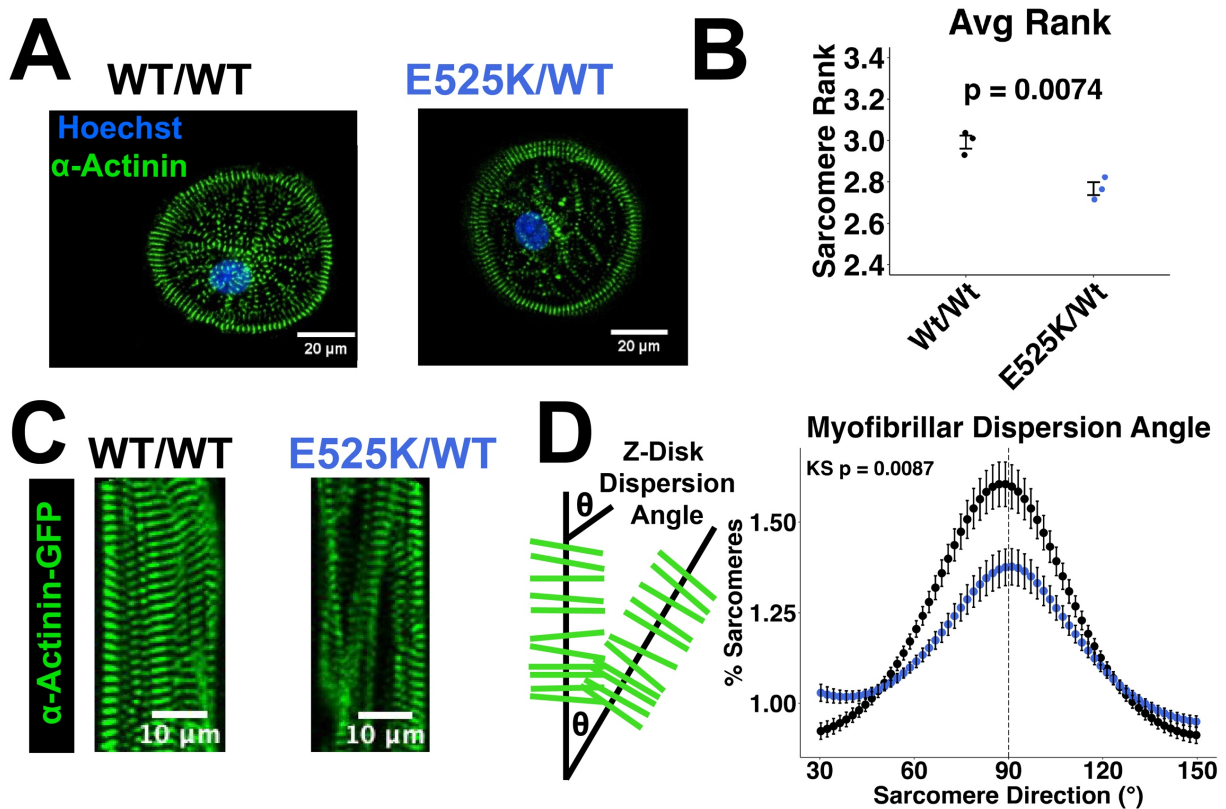 A
WT/WT
E525K/WT
Hoechst
α-Actinin
20 μm
20 μm
B
Avg Rank
p = 0.0074
Sarcomere Rank
3.4
3.2
3.0
2.8
2.6
2.4
Wt/Wt
E525K/Wt
C
WT/WT
E525K/WT
α-Actinin-GFP
10 μm
10 μm
D
Z-Disk
Dispersion
Angle
θ
θ
Myofibrillar Dispersion Angle
KS p = 0.0087
% Sarcomeres
1.50
1.25
1.00
30
60
90
120
150
Sarcomere Direction (°)